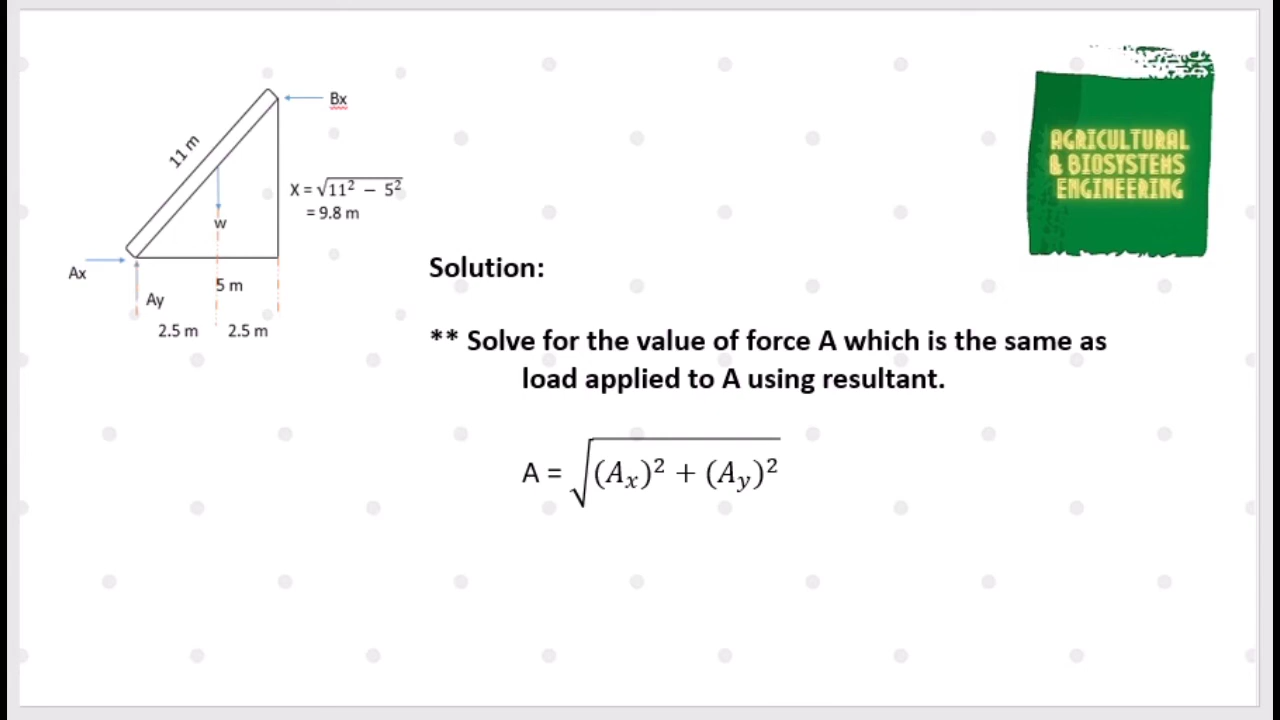 Bx
11 m
X = √11² − 5²
= 9.8 m
w
Ax
5 m
Ay
2.5 m 2.5 m
AGRICULTURAL
& BIOSYSTEMS
ENGINEERING
Solution:
** Solve for the value of force A which is the same as
load applied to A using resultant.
A = √(Aₓ)² + (Aᵧ)²